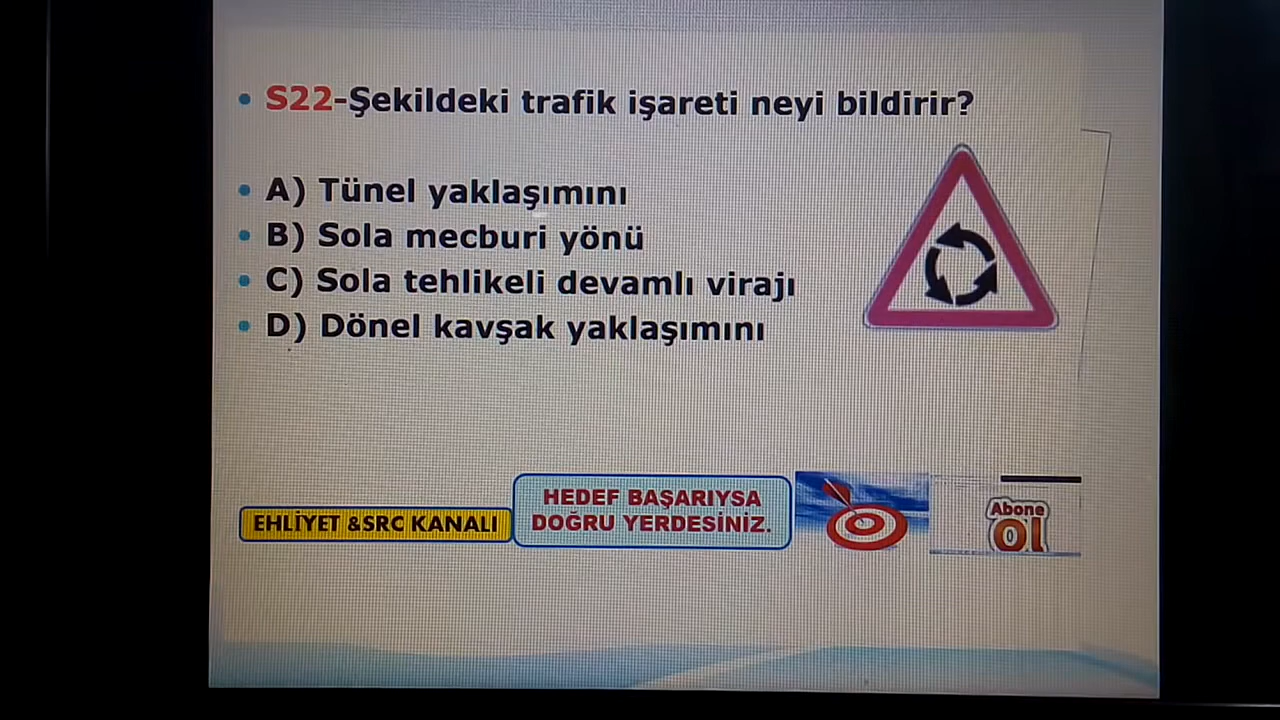 S22-Şekildeki trafik işareti neyi bildirir?
A) Tünel yaklaşımını
B) Sola mecburi yönü
C) Sola tehlikeli devamlı virajı
D) Dönel kavşak yaklaşımını
HEDEF BAŞARIYSA
DOĞRU YERDESİNİZ.
EHLİYET &SRC KANALI
Abone
Ol